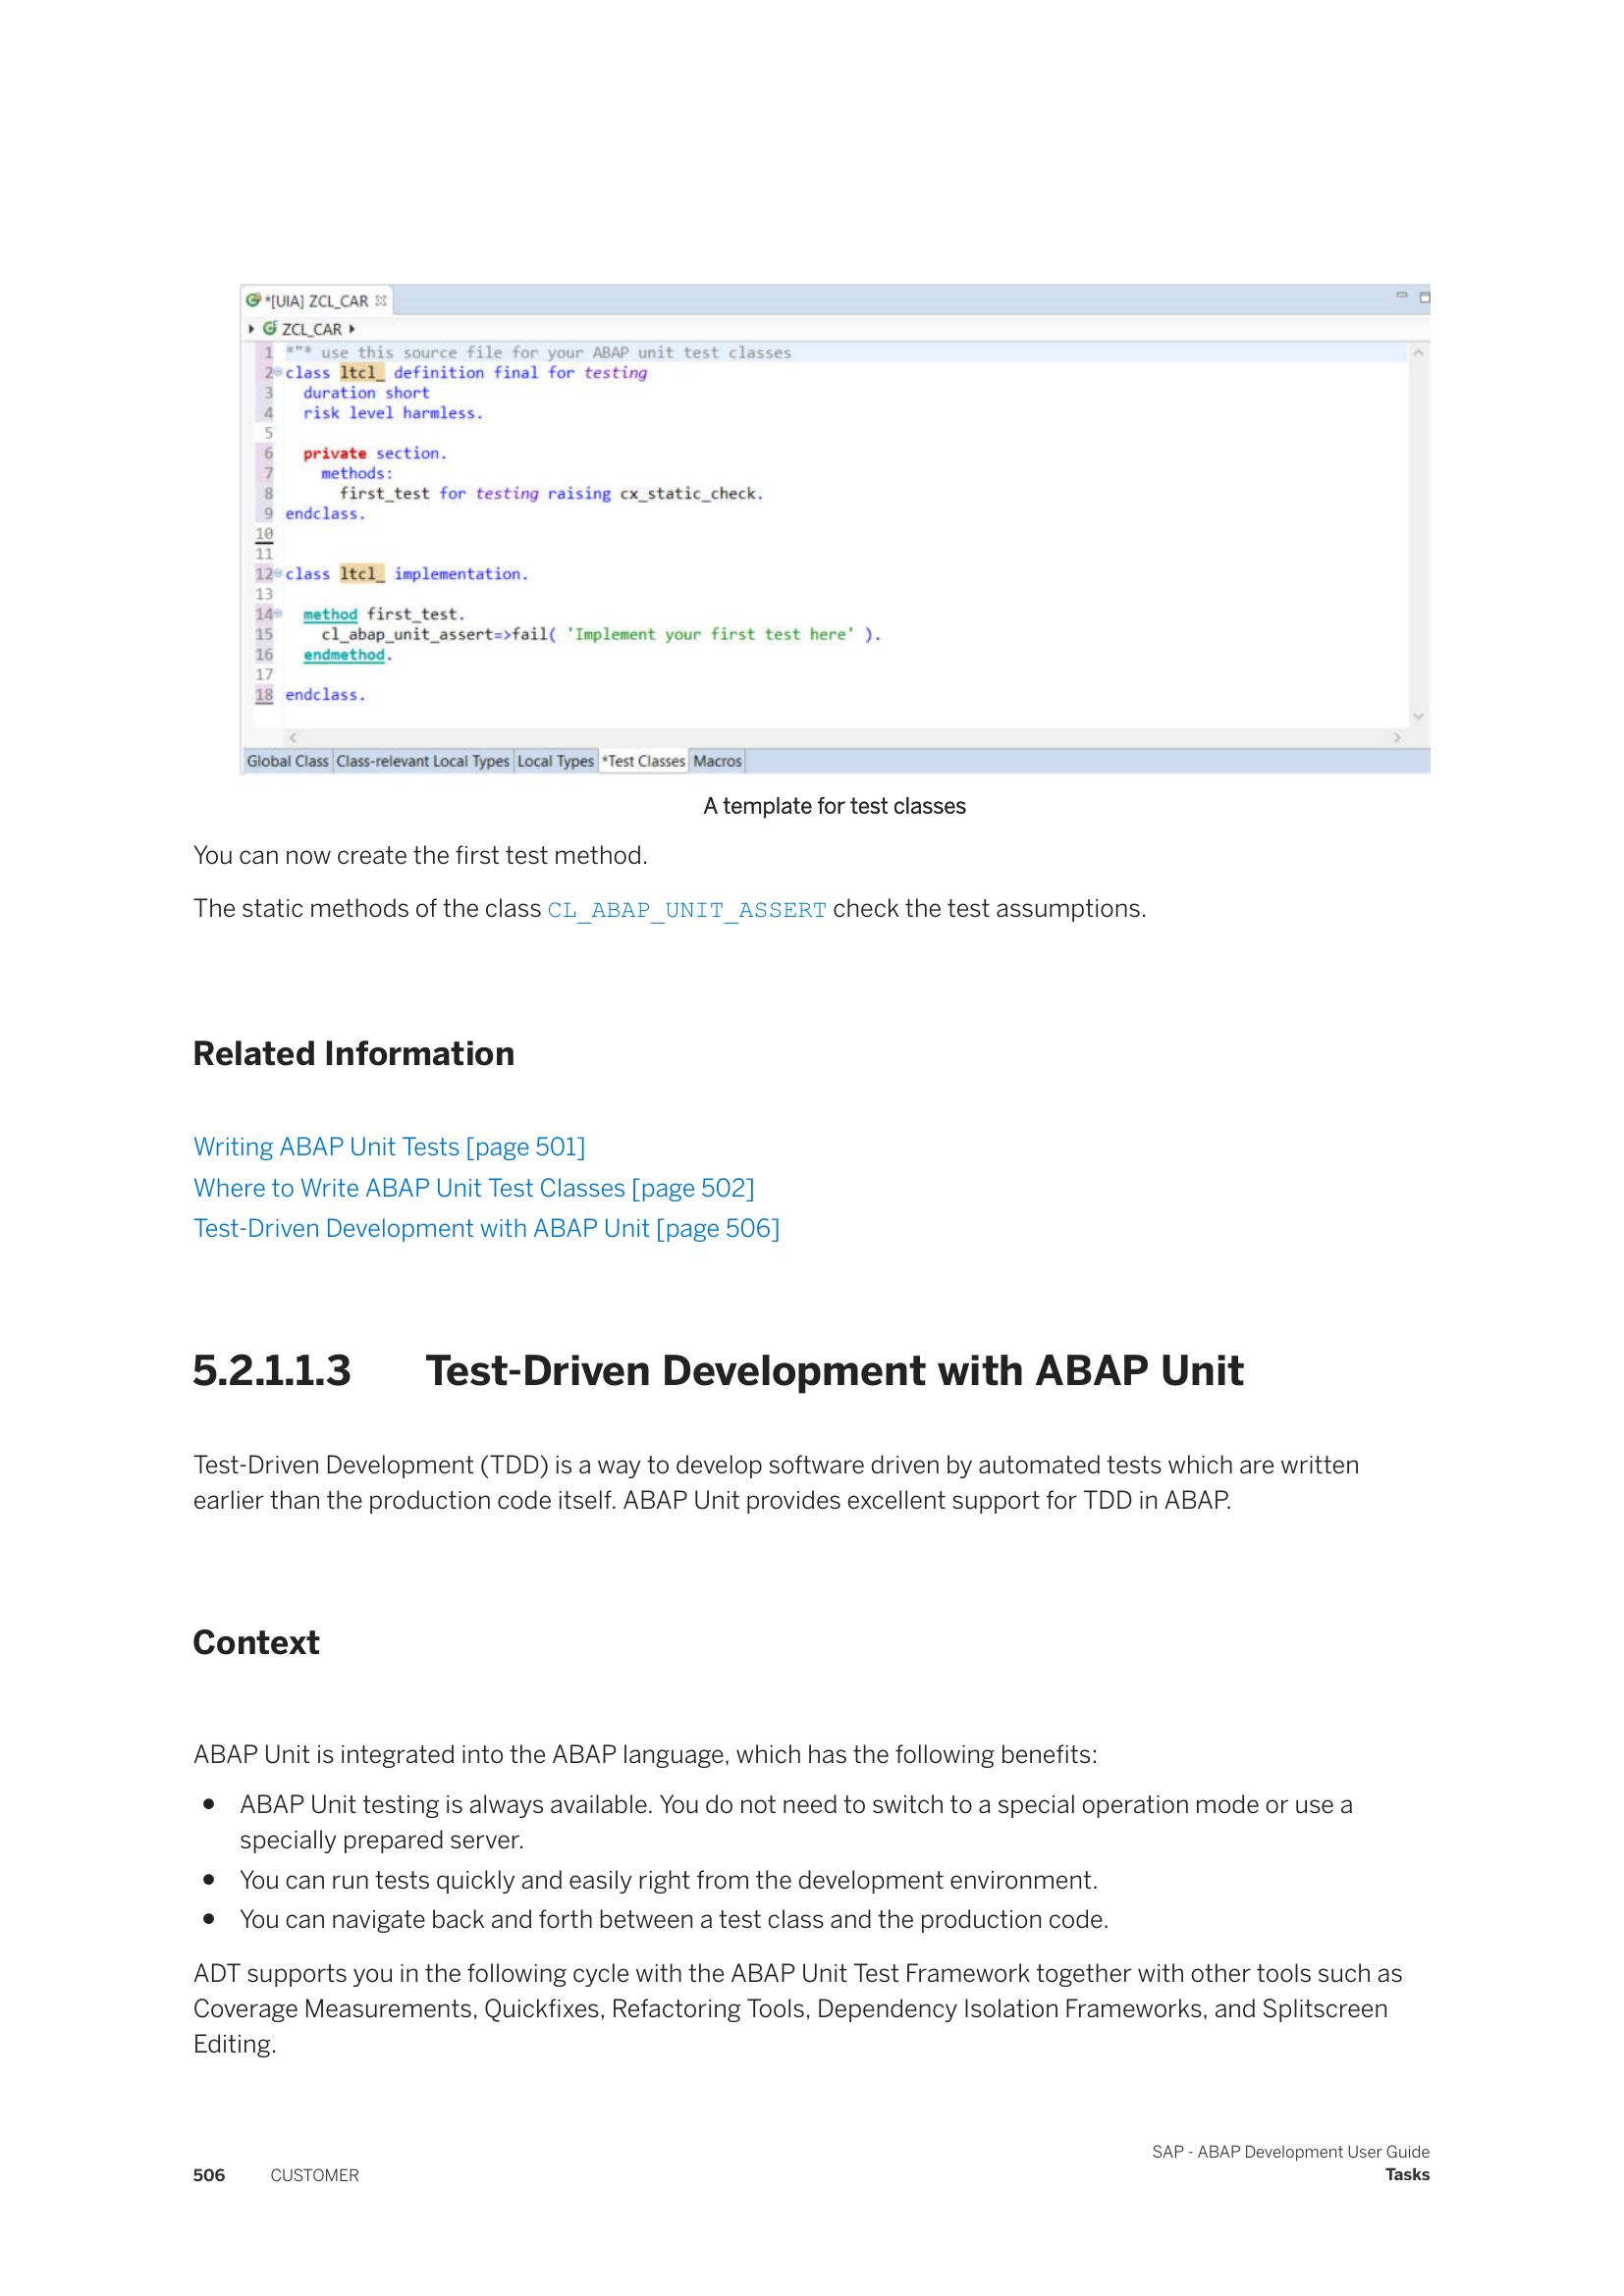 *[UIA] ZCL_CAR
ZCL_CAR
1 *"* use this source file for your ABAP unit test classes
2 class ltcl_ definition final for testing
3 duration short
4 risk level harmless.
5
6 private section.
7 methods:
8 first_test for testing raising cx_static_check.
9 endclass.
10
11
12 class ltcl_ implementation.
13
14 method first_test.
15 cl_abap_unit_assert=>fail( 'Implement your first test here' ).
16 endmethod.
17
18 endclass.
Global Class Class-relevant Local Types Local Types *Test Classes Macros
A template for test classes
You can now create the first test method.
The static methods of the class CL_ABAP_UNIT_ASSERT check the test assumptions.
Related Information
Writing ABAP Unit Tests [page 501]
Where to Write ABAP Unit Test Classes [page 502]
Test-Driven Development with ABAP Unit [page 506]
5.2.1.1.3 Test-Driven Development with ABAP Unit
Test-Driven Development (TDD) is a way to develop software driven by automated tests which are written
earlier than the production code itself. ABAP Unit provides excellent support for TDD in ABAP.
Context
ABAP Unit is integrated into the ABAP language, which has the following benefits:
● ABAP Unit testing is always available. You do not need to switch to a special operation mode or use a
specially prepared server.
● You can run tests quickly and easily right from the development environment.
● You can navigate back and forth between a test class and the production code.
ADT supports you in the following cycle with the ABAP Unit Test Framework together with other tools such as
Coverage Measurements, Quickfixes, Refactoring Tools, Dependency Isolation Frameworks, and Splitscreen
Editing.
SAP - ABAP Development User Guide
506 CUSTOMER Tasks